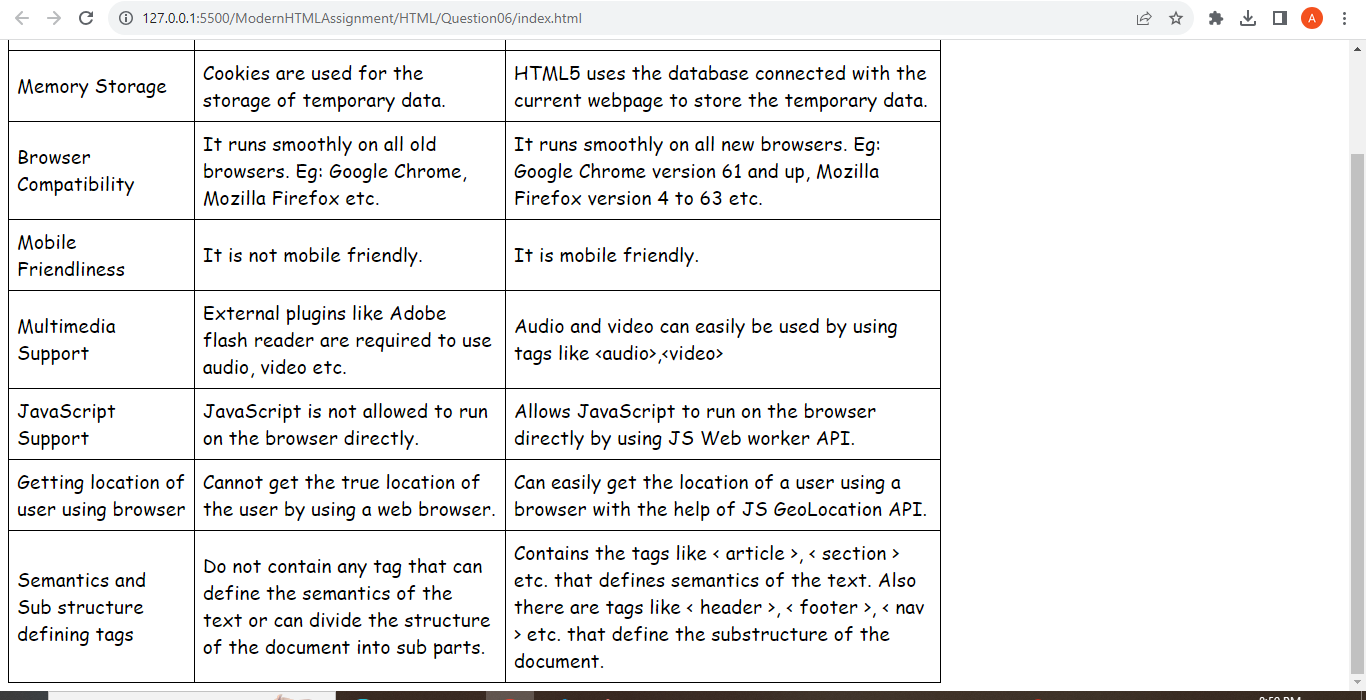 127.0.0.1:5500/ModernHTMLAssignment/HTML/Question06/index.html
A
Memory Storage
Cookies are used for the
storage of temporary data.
HTML5 uses the database connected with the
current webpage to store the temporary data.
Browser
Compatibility
It runs smoothly on all old
browsers. Eg: Google Chrome,
Mozilla Firefox etc.
It runs smoothly on all new browsers. Eg:
Google Chrome version 61 and up, Mozilla
Firefox version 4 to 63 etc.
Mobile
Friendliness
It is not mobile friendly.
It is mobile friendly.
Multimedia
Support
External plugins like Adobe
flash reader are required to use
audio, video etc.
Audio and video can easily be used by using
tags like <audio>,<video>
JavaScript
Support
JavaScript is not allowed to run
on the browser directly.
Allows JavaScript to run on the browser
directly by using JS Web worker API.
Getting location of
user using browser
Cannot get the true location of
the user by using a web browser.
Can easily get the location of a user using a
browser with the help of JS GeoLocation API.
Semantics and
Sub structure
defining tags
Do not contain any tag that can
define the semantics of the
text or can divide the structure
of the document into sub parts.
Contains the tags like < article >, < section >
etc. that defines semantics of the text. Also
there are tags like < header >, < footer >, < nav
> etc. that define the substructure of the
document.